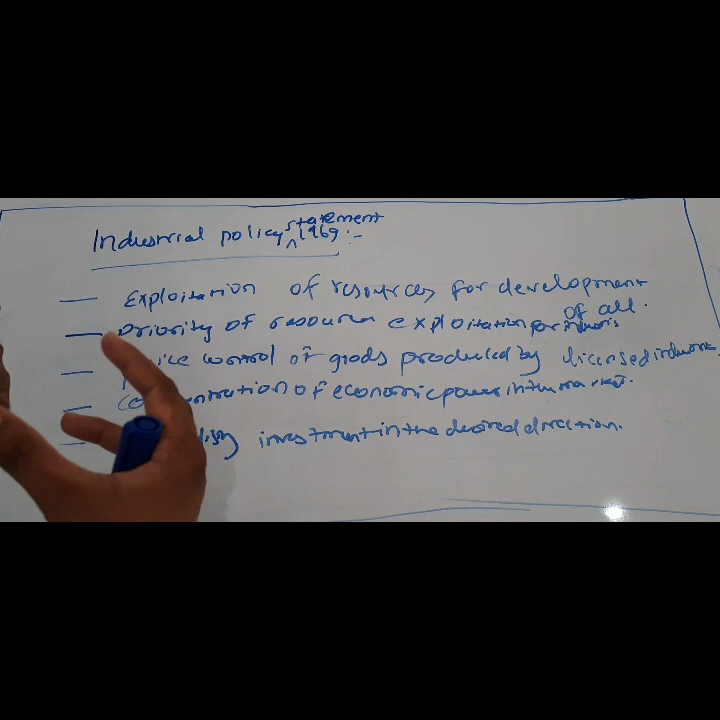 Industrial policy statement 1969 :-
— Exploitation of resources for development of all.
— Priority of resource exploitation for industries
— price control of goods produced by licensed industries
— concentration of economic power in the market.
— investment in the desired direction.